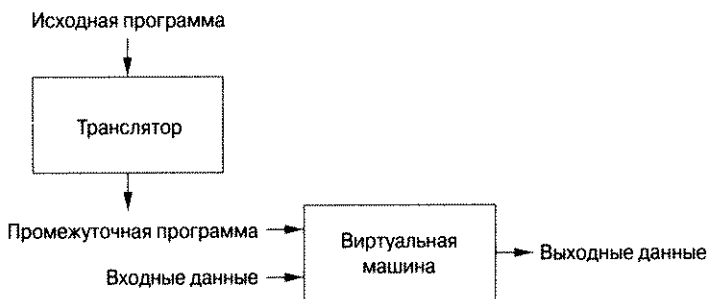 Исходная программа
Транслятор
Промежуточная программа
Входные данные
Виртуальная
машина
Выходные данные